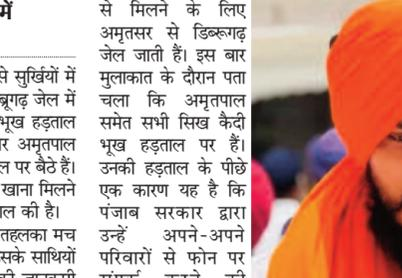 में
से सुर्खियों में
ब्रूगढ़ जेल में
भूख हड़ताल
र अमृतपाल
ल पर बैठे हैं।
खाना मिलने
ल की है।
तहलका मच
सके साथियों
से मिलने के लिए
अमृतसर से डिब्रूगढ़
जेल जाती हैं। इस बार
मुलाकात के दौरान पता
चला कि अमृतपाल
समेत सभी सिख कैदी
भूख हड़ताल पर हैं।
उनकी हड़ताल के पीछे
एक कारण यह है कि
पंजाब सरकार द्वारा
उन्हें अपने-अपने
परिवारों से फोन पर